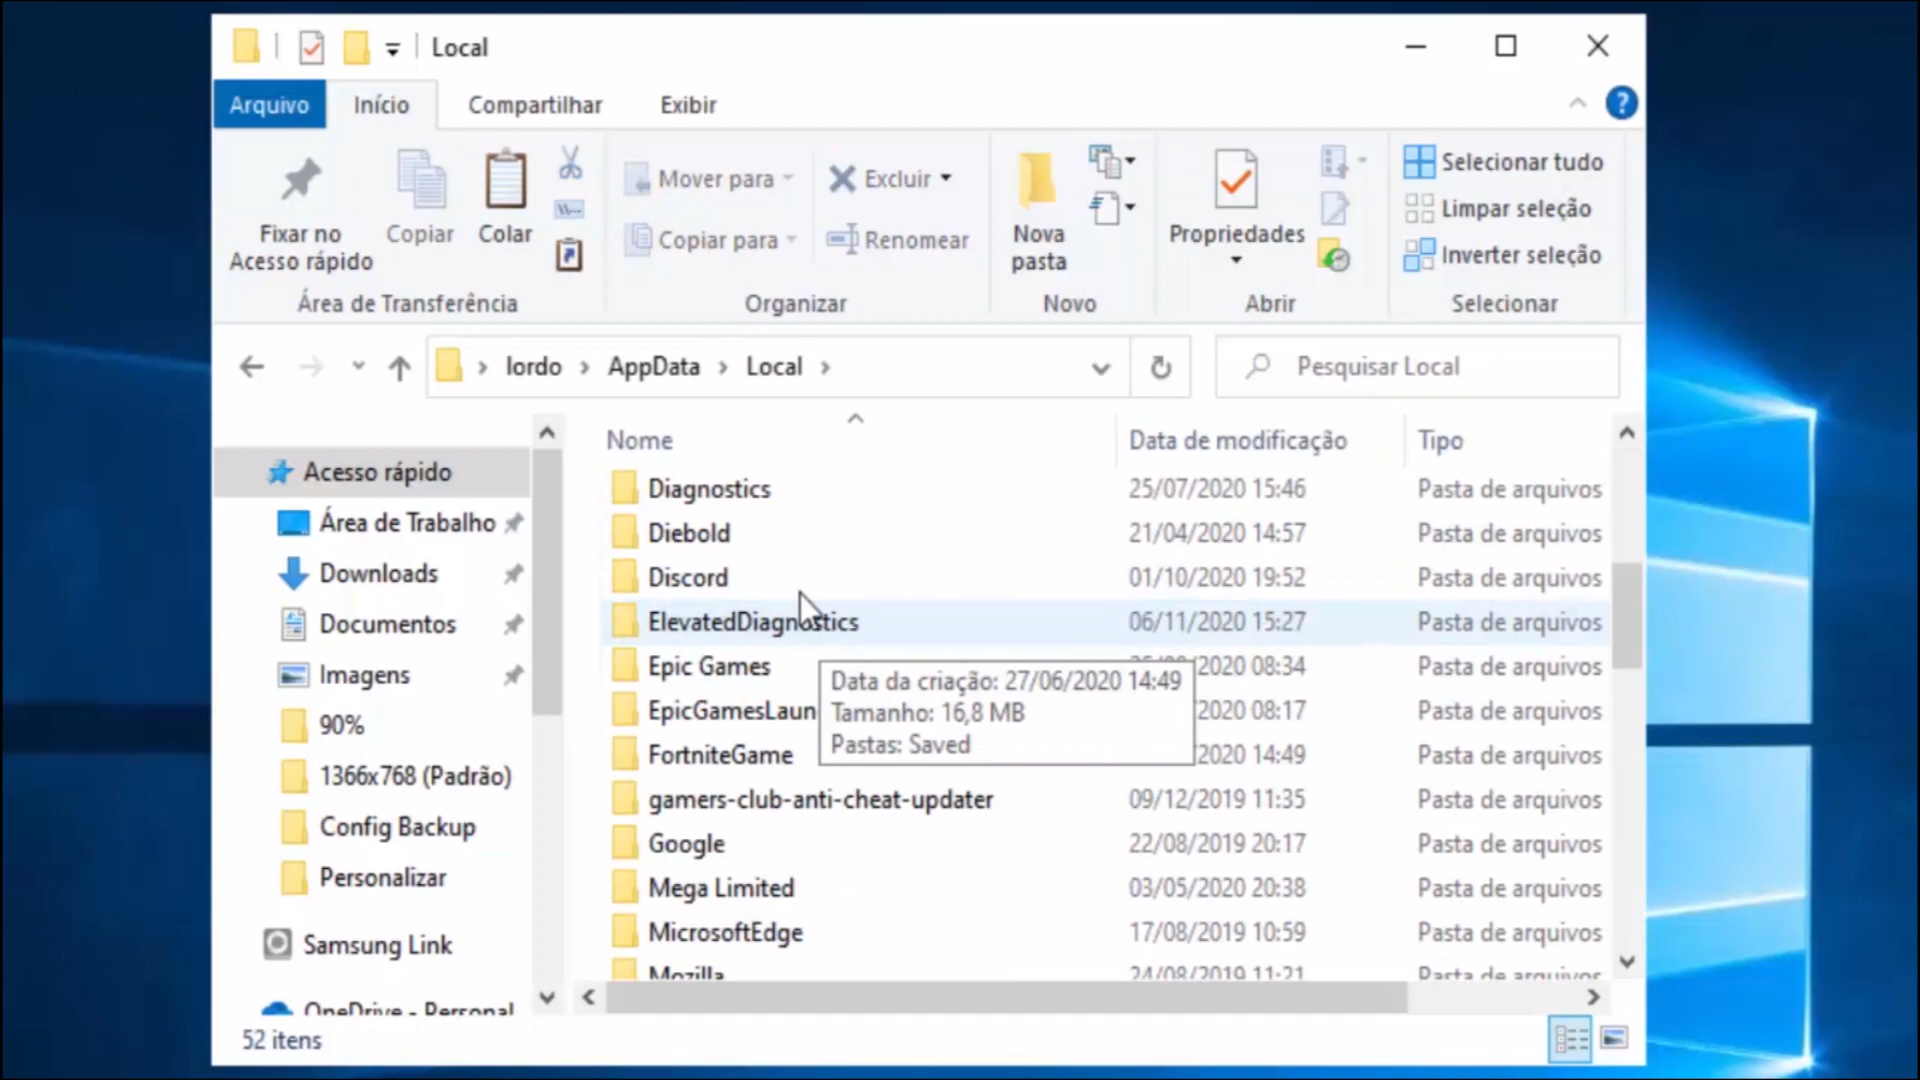 Local
Arquivo Início Compartilhar Exibir
Fixar no
Acesso rápido
Copiar
Colar
Área de Transferência
Mover para
Copiar para
Excluir
Renomear
Organizar
Nova
pasta
Novo
Propriedades
Abrir
Selecionar tudo
Limpar seleção
Inverter seleção
Selecionar
lordo AppData Local
Pesquisar Local
Acesso rápido
Área de Trabalho
Downloads
Documentos
Imagens
90%
1366x768 (Padrão)
Config Backup
Personalizar
Samsung Link
OneDrive - Personal
Nome Data de modificação Tipo
Diagnostics 25/07/2020 15:46 Pasta de arquivos
Diebold 21/04/2020 14:57 Pasta de arquivos
Discord 01/10/2020 19:52 Pasta de arquivos
ElevatedDiagnostics 06/11/2020 15:27 Pasta de arquivos
Epic Games 2020 08:34 Pasta de arquivos
EpicGamesLaun 2020 08:17 Pasta de arquivos
FortniteGame 2020 14:49 Pasta de arquivos
gamers-club-anti-cheat-updater 09/12/2019 11:35 Pasta de arquivos
Google 22/08/2019 20:17 Pasta de arquivos
Mega Limited 03/05/2020 20:38 Pasta de arquivos
MicrosoftEdge 17/08/2019 10:59 Pasta de arquivos
Mozilla 24/08/2019 11:21 Pasta de arquivos
Data da criação: 27/06/2020 14:49
Tamanho: 16,8 MB
Pastas: Saved
52 itens